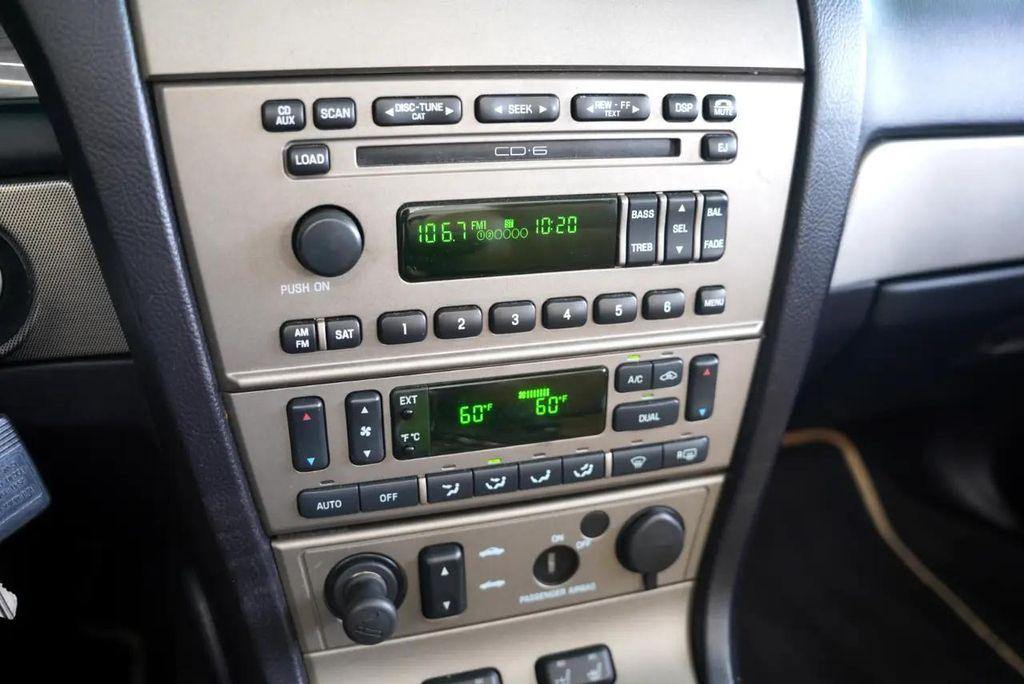 CD AUX
SCAN
DISC-TUNE
CAT
SEEK
REW - FF
TEXT
DSP
MUTE
LOAD
CD·6
EJ
106.7 FM1 ST 10:20
BASS
TREB
SEL
BAL
FADE
PUSH ON
AM FM
SAT
1
2
3
4
5
6
MENU
EXT
°F °C
60°F
60°F
A/C
DUAL
AUTO
OFF
R
ON
OFF
PASSENGER AIRBAG